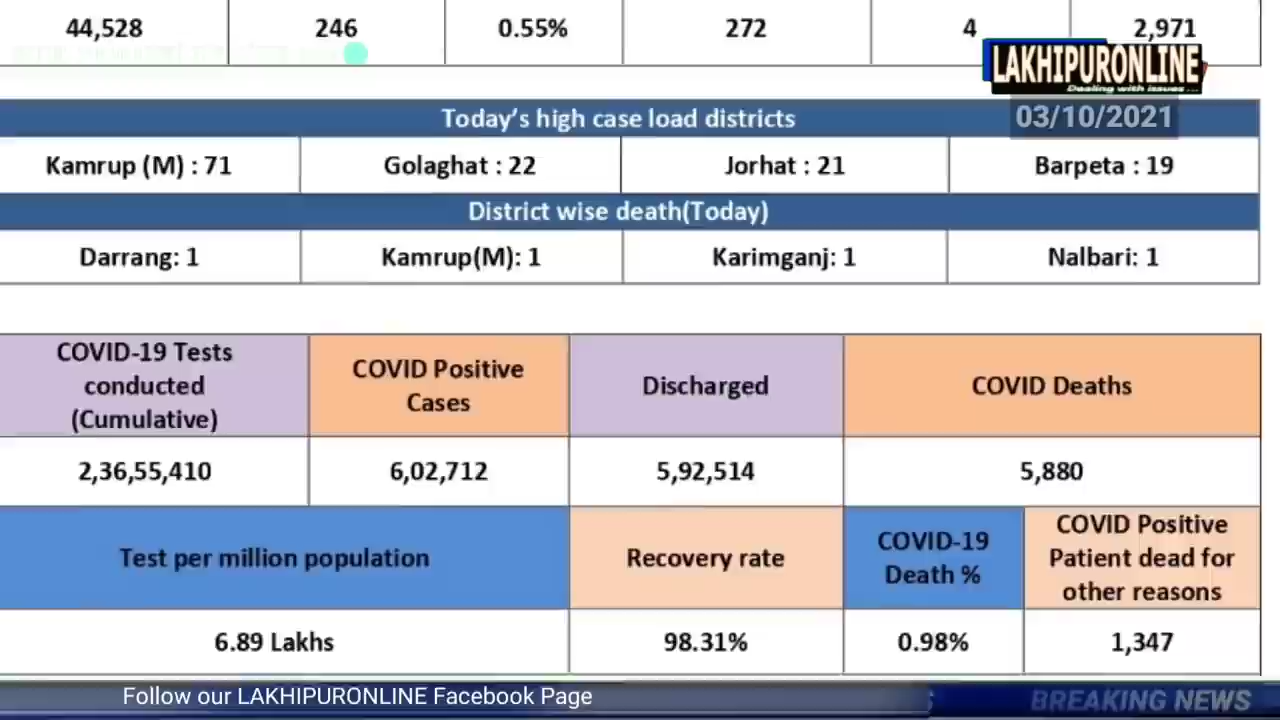 44,528 246 0.55% 272 4 2,971
LAKHIPURONLINE
Dealing with issues...
03/10/2021
Today's high case load districts
Kamrup (M) : 71 Golaghat : 22 Jorhat : 21 Barpeta : 19
District wise death(Today)
Darrang: 1 Kamrup(M): 1 Karimganj: 1 Nalbari: 1
COVID-19 Tests
conducted
(Cumulative)
COVID Positive
Cases
Discharged
COVID Deaths
2,36,55,410 6,02,712 5,92,514 5,880
Test per million population
Recovery rate
COVID-19
Death %
COVID Positive
Patient dead for
other reasons
6.89 Lakhs 98.31% 0.98% 1,347
Follow our LAKHIPURONLINE Facebook Page
BREAKING NEWS